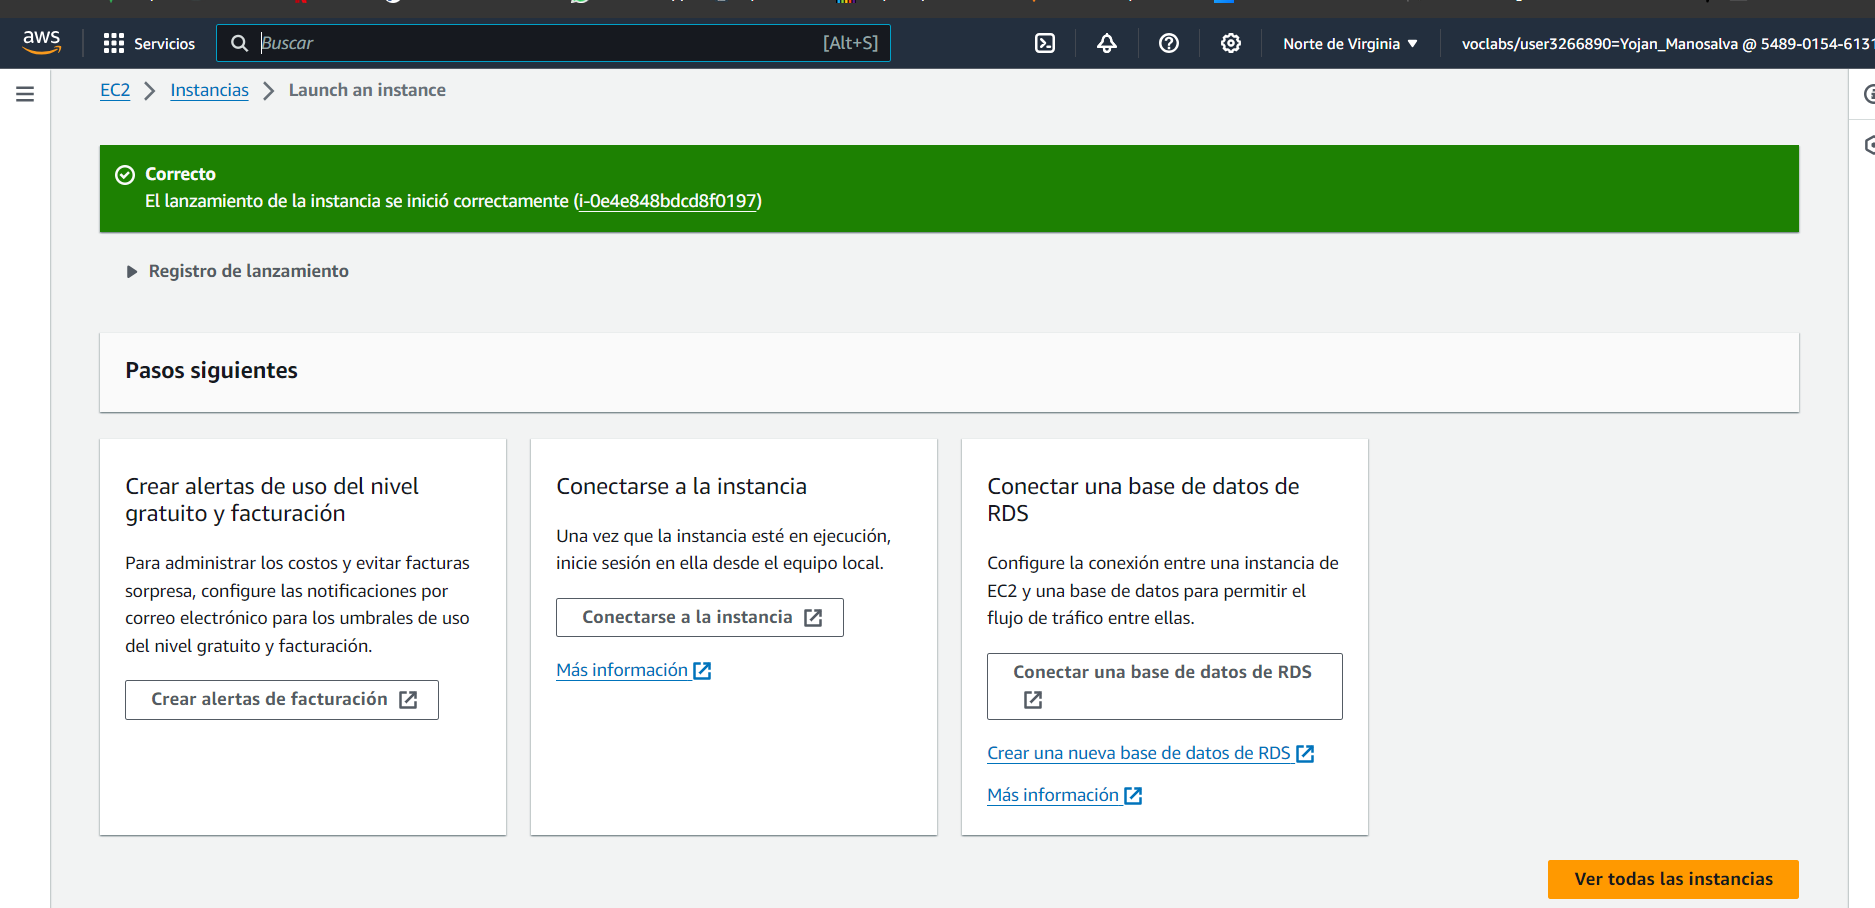 aws
Servicios
Buscar
[Alt+S]
Norte de Virginia
voclabs/user3266890=Yojan_Manosalva @ 5489-0154-6131
EC2
Instancias
Launch an instance
Correcto
El lanzamiento de la instancia se inició correctamente (i-0e4e848bdcd8f0197)
Registro de lanzamiento
Pasos siguientes
Crear alertas de uso del nivel
gratuito y facturación
Para administrar los costos y evitar facturas
sorpresa, configure las notificaciones por
correo electrónico para los umbrales de uso
del nivel gratuito y facturación.
Crear alertas de facturación
Conectarse a la instancia
Una vez que la instancia esté en ejecución,
inicie sesión en ella desde el equipo local.
Conectarse a la instancia
Más información
Conectar una base de datos de
RDS
Configure la conexión entre una instancia de
EC2 y una base de datos para permitir el
flujo de tráfico entre ellas.
Conectar una base de datos de RDS
Crear una nueva base de datos de RDS
Más información
Ver todas las instancias